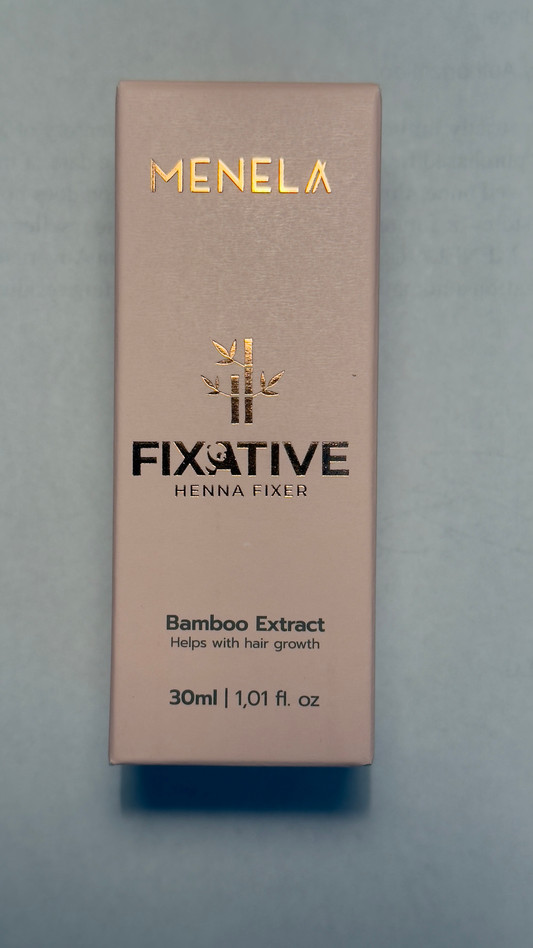 MENELA
FIXATIVE
HENNA FIXER
Bamboo Extract
Helps with hair growth
30ml | 1,01 fl. oz